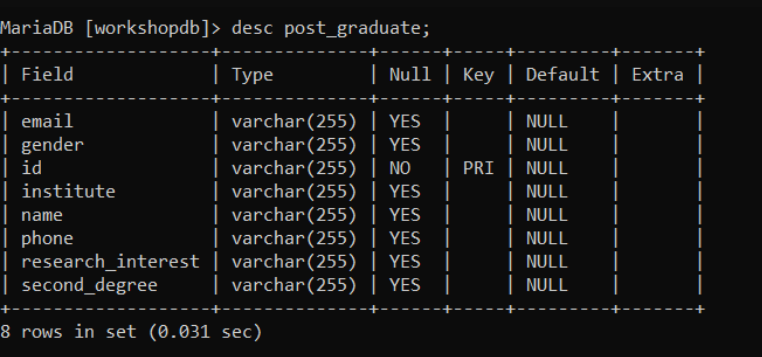 MariaDB [workshopdb]> desc post_graduate;
+-------------------+--------------+------+-----+---------+-------+
| Field             | Type         | Null | Key | Default | Extra |
+-------------------+--------------+------+-----+---------+-------+
| email             | varchar(255) | YES  |     | NULL    |       |
| gender            | varchar(255) | YES  |     | NULL    |       |
| id                | varchar(255) | NO   | PRI | NULL    |       |
| institute         | varchar(255) | YES  |     | NULL    |       |
| name              | varchar(255) | YES  |     | NULL    |       |
| phone             | varchar(255) | YES  |     | NULL    |       |
| research_interest | varchar(255) | YES  |     | NULL    |       |
| second_degree     | varchar(255) | YES  |     | NULL    |       |
+-------------------+--------------+------+-----+---------+-------+
8 rows in set (0.031 sec)